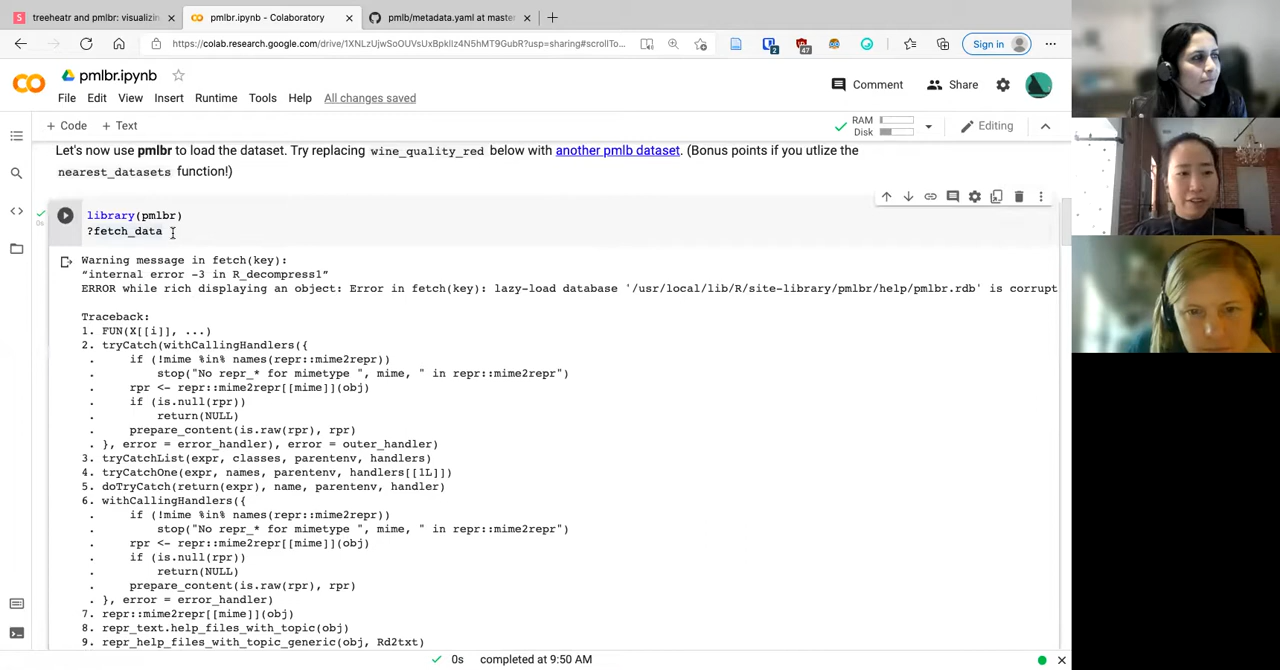 treeheatr and pmlbr: visualizin
pmlbr.ipynb - Colaboratory
pmlb/metadata.yaml at master
https://colab.research.google.com/drive/1XNLzUjwSoOUVsUxBpkIlz4N5hMT9GubR?usp=sharing#scrollTo...
2
47
Sign in
CO
pmlbr.ipynb
Comment
Share
File Edit View Insert Runtime Tools Help All changes saved
+ Code + Text
RAM
Disk
Editing
Let's now use pmlbr to load the dataset. Try replacing wine_quality_red below with another pmlb dataset. (Bonus points if you utlize the
nearest_datasets function!)
0s
library(pmlbr)
?fetch_data
Warning message in fetch(key):
“internal error -3 in R_decompress1”
ERROR while rich displaying an object: Error in fetch(key): lazy-load database '/usr/local/lib/R/site-library/pmlbr/help/pmlbr.rdb' is corrupt
Traceback:
1. FUN(X[[i]], ...)
2. tryCatch(withCallingHandlers({
. if (!mime %in% names(repr::mime2repr))
. stop("No repr_* for mimetype ", mime, " in repr::mime2repr")
. rpr <- repr::mime2repr[[mime]](obj)
. if (is.null(rpr))
. return(NULL)
. prepare_content(is.raw(rpr), rpr)
. }, error = error_handler), error = outer_handler)
3. tryCatchList(expr, classes, parentenv, handlers)
4. tryCatchOne(expr, names, parentenv, handlers[[1L]])
5. doTryCatch(return(expr), name, parentenv, handler)
6. withCallingHandlers({
. if (!mime %in% names(repr::mime2repr))
. stop("No repr_* for mimetype ", mime, " in repr::mime2repr")
. rpr <- repr::mime2repr[[mime]](obj)
. if (is.null(rpr))
. return(NULL)
. prepare_content(is.raw(rpr), rpr)
. }, error = error_handler)
7. repr::mime2repr[[mime]](obj)
8. repr_text.help_files_with_topic(obj)
9. repr_help_files_with_topic_generic(obj, Rd2txt)
0s completed at 9:50 AM